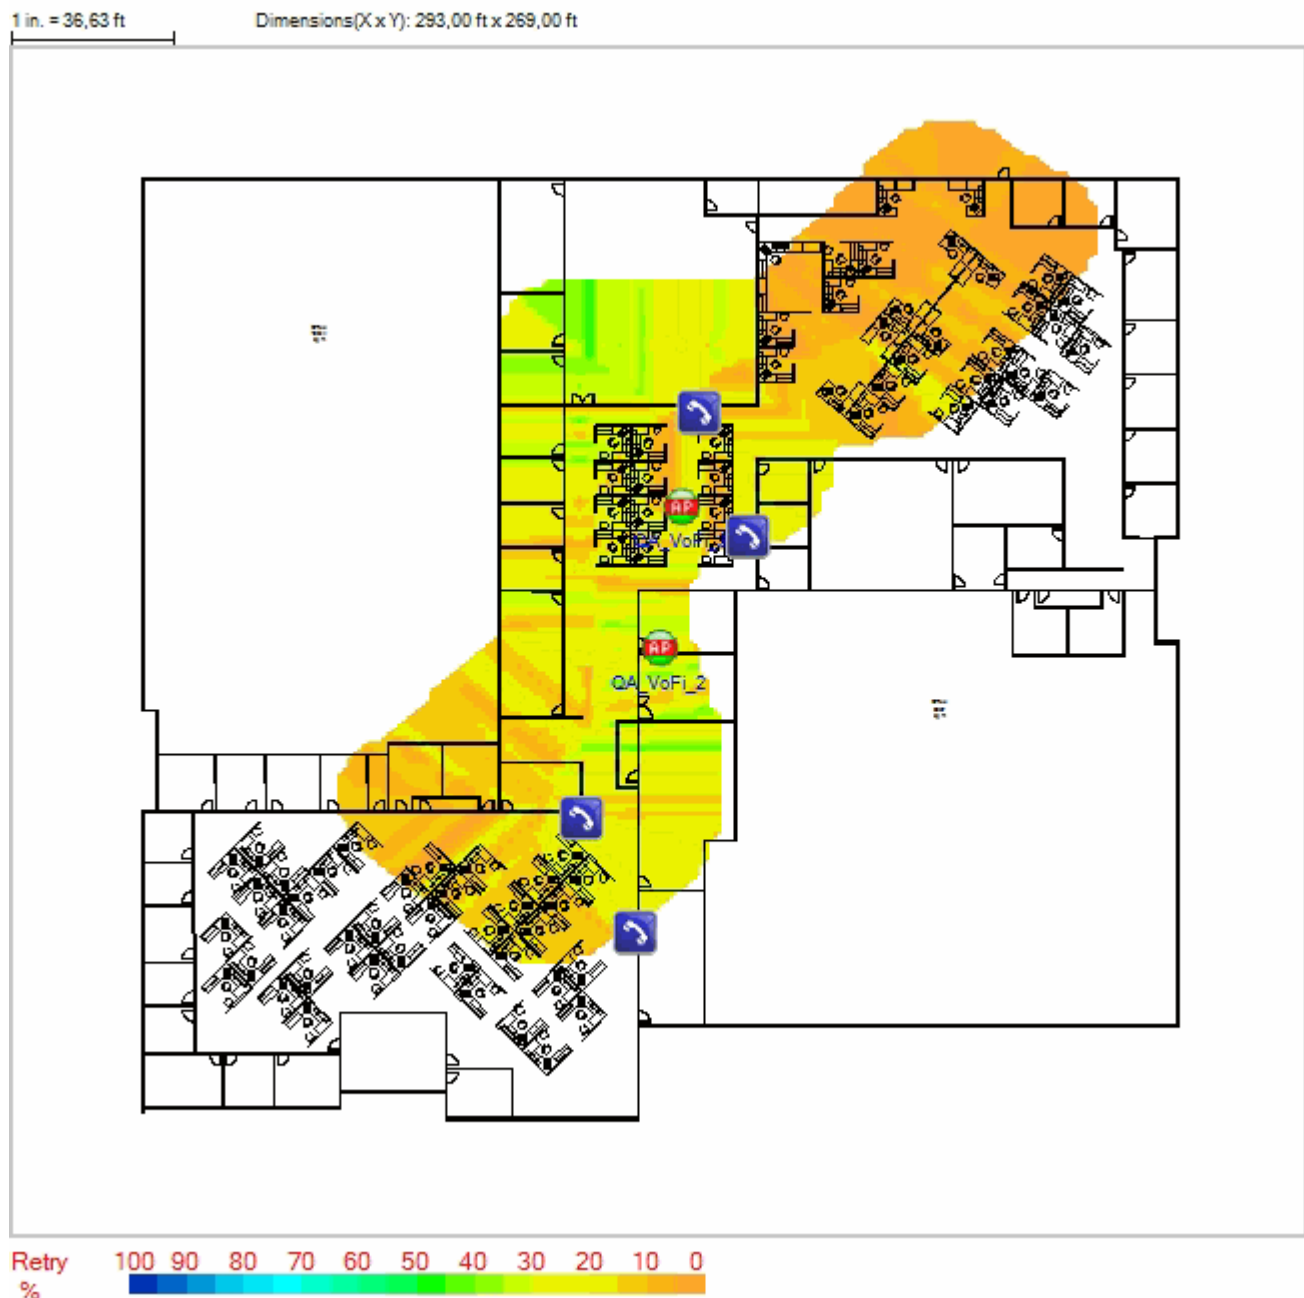 1 in. = 36,63 ft Dimensions(X x Y): 293,00 ft x 269,00 ft
AP
AP
QA_VoFi_2
Retry 100 90 80 70 60 50 40 30 20 10 0
%